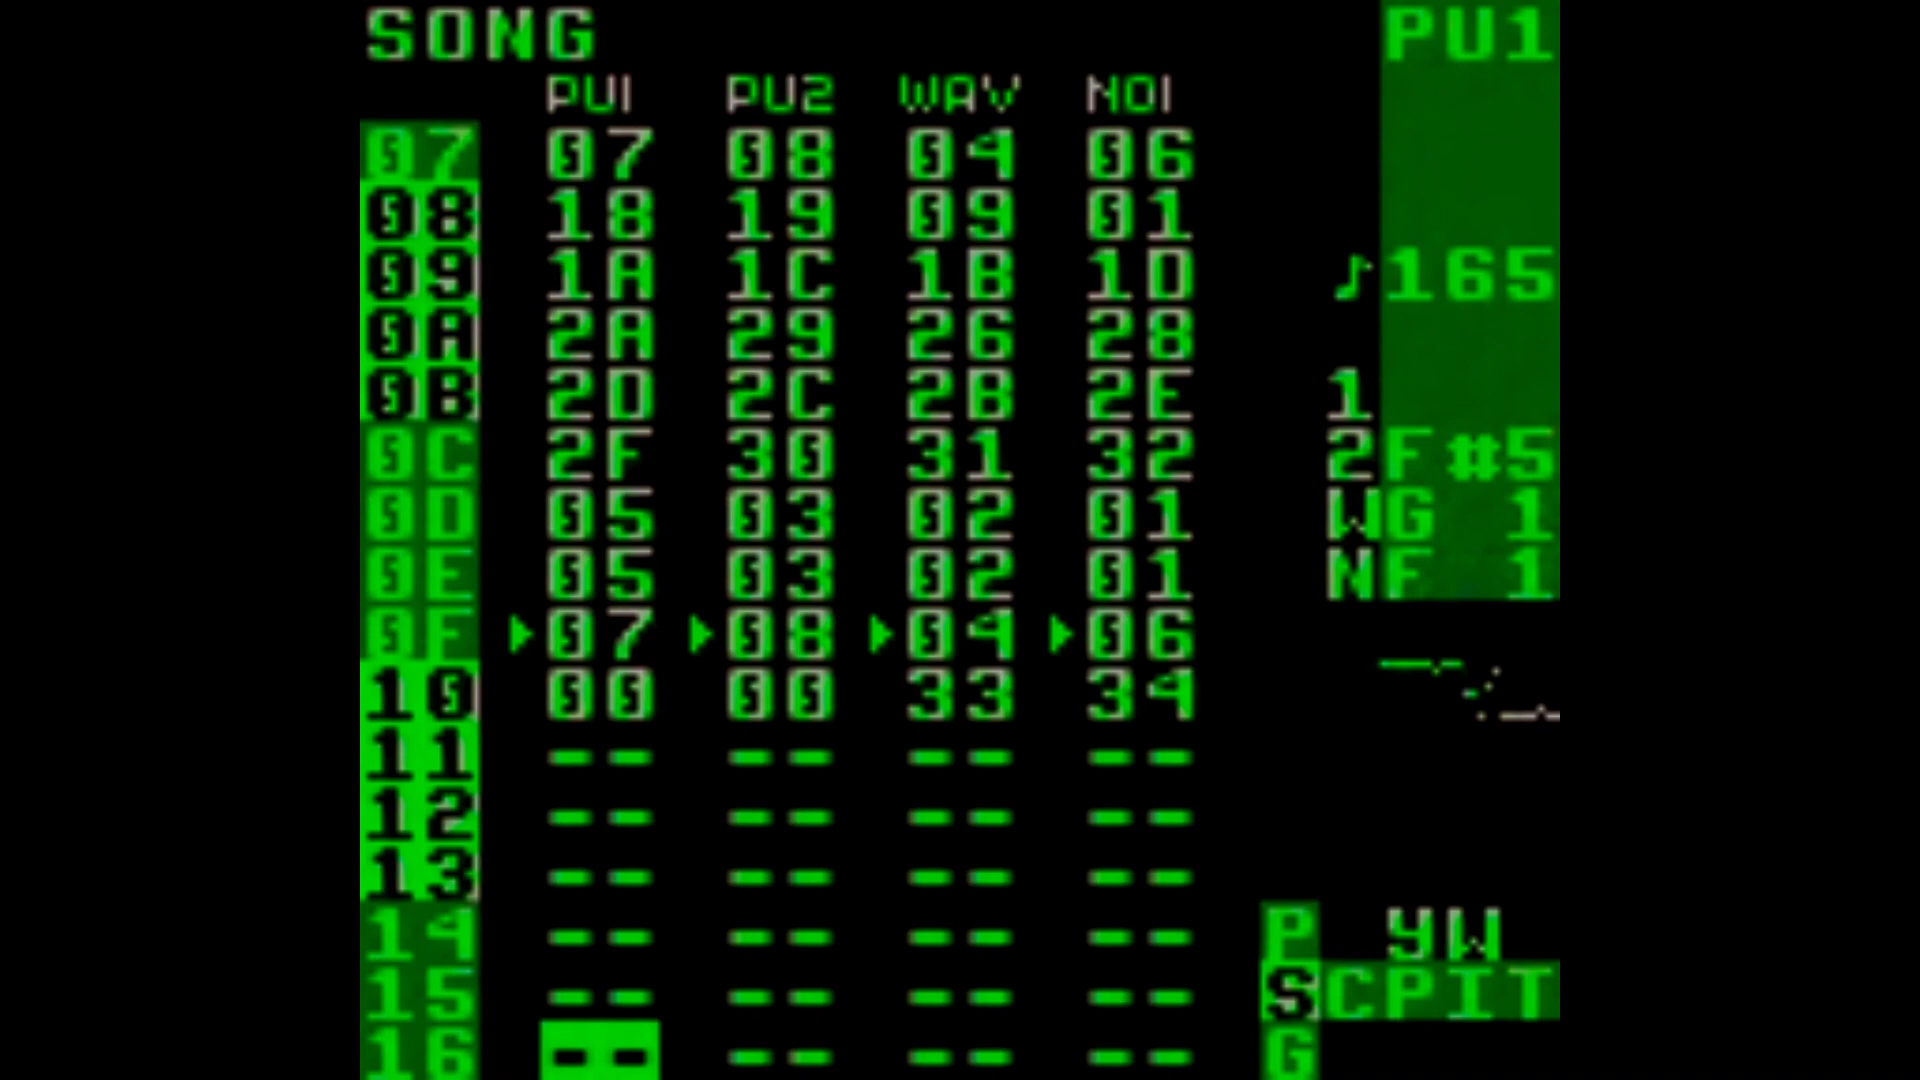 SONG PU1
PU1 PU2 WAV NOI
07 07 08 04 06
08 18 19 09 01
09 1A 1C 1B 1D ♪165
0A 2A 29 26 28
0B 2D 2C 2B 2E 1
0C 2F 30 31 32 2F#5
0D 05 03 02 01 WG 1
0E 05 03 02 01 NF 1
0F 07 08 04 06
10 00 00 33 34
11 -- -- -- --
12 -- -- -- --
13 -- -- -- --
14 -- -- -- -- P YW
15 -- -- -- -- SCPIT
16 -- -- -- -- G